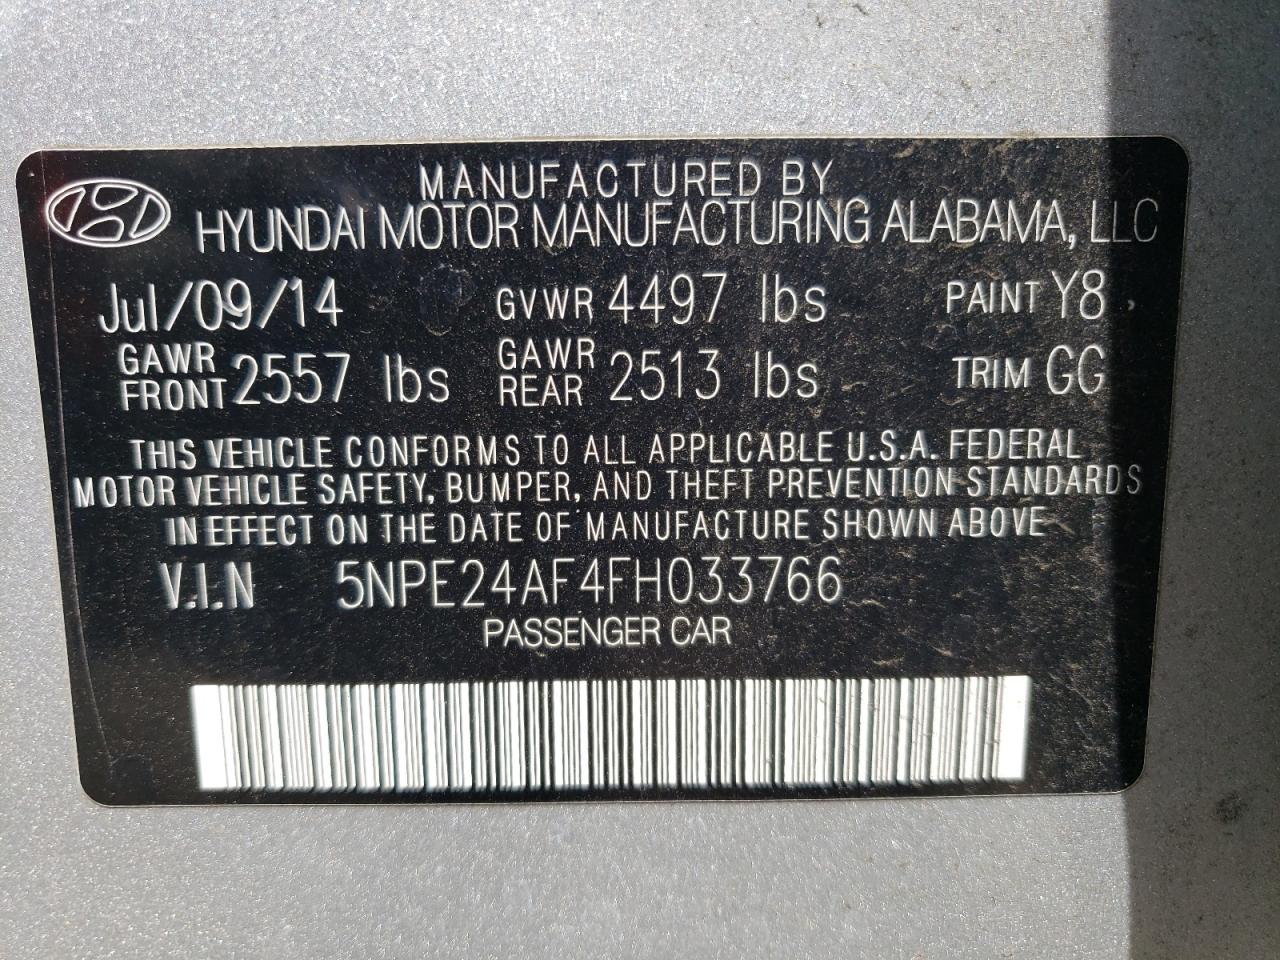 MANUFACTURED BY
HYUNDAI MOTOR MANUFACTURING ALABAMA, LLC
Jul/09/14 GVWR 4497 lbs PAINT Y8
GAWR FRONT 2557 lbs GAWR REAR 2513 lbs TRIM GG
THIS VEHICLE CONFORMS TO ALL APPLICABLE U.S.A. FEDERAL
MOTOR VEHICLE SAFETY, BUMPER, AND THEFT PREVENTION STANDARDS
IN EFFECT ON THE DATE OF MANUFACTURE SHOWN ABOVE
V.I.N 5NPE24AF4FH033766
PASSENGER CAR